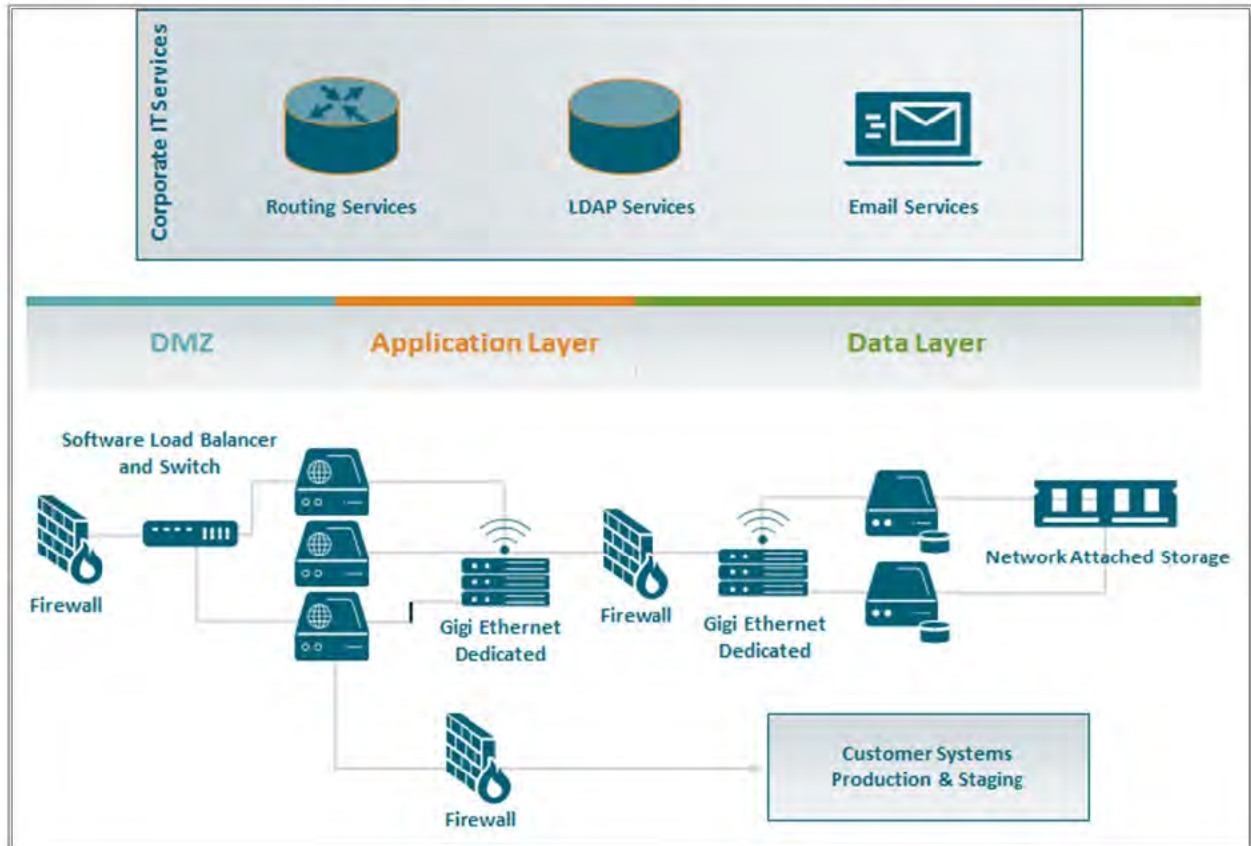 Corporate IT Services
Routing Services
LDAP Services
Email Services
DMZ
Application Layer
Data Layer
Software Load Balancer
and Switch
Firewall
Gigi Ethernet
Dedicated
Firewall
Gigi Ethernet
Dedicated
Network Attached Storage
Firewall
Customer Systems
Production & Staging